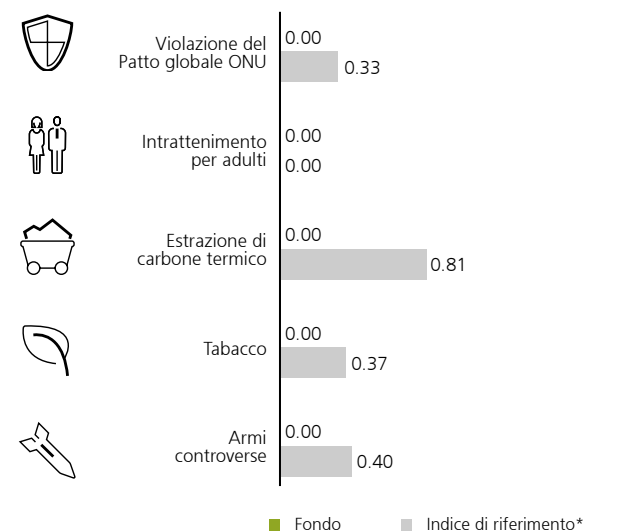 0.00
Violazione del
Patto globale ONU
0.33
0.00
Intrattenimento
per adulti
0.00
0.00
Estrazione di
carbone termico
0.81
0.00
Tabacco
0.37
0.00
Armi
controverse
0.40
Fondo
Indice di riferimento*